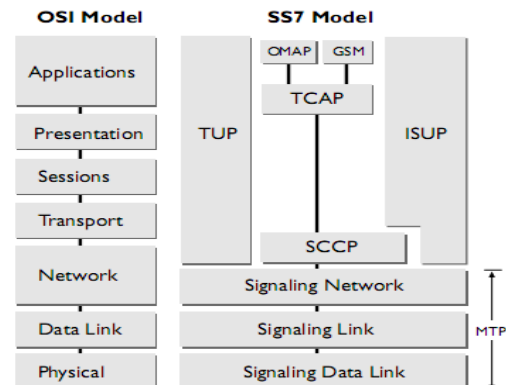 OSI Model
SS7 Model
Applications
Presentation
Sessions
Transport
Network
Data Link
Physical
OMAP
GSM
TCAP
TUP
ISUP
SCCP
Signaling Network
Signaling Link
Signaling Data Link
MTP